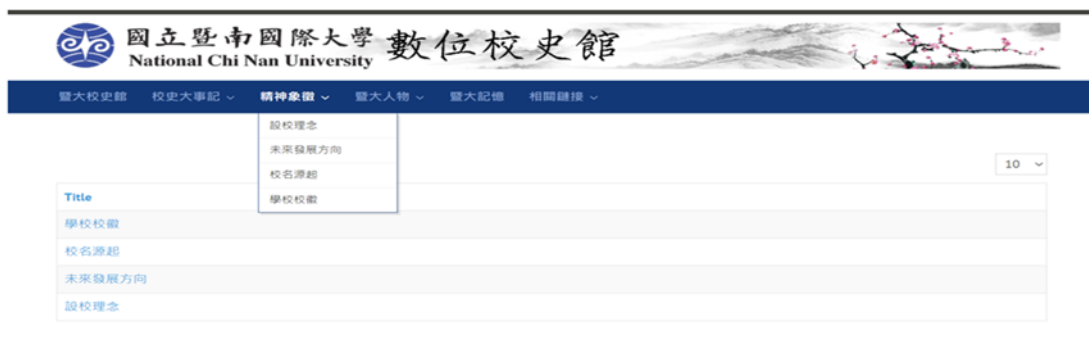 國立暨南國際大學 數位校史館
National Chi Nan University
暨大校史館 校史大事記 精神象徵 暨大人物 暨大記憶 相關鏈接
設校理念
未來發展方向
校名源起
學校校徽
10
Title
學校校徽
校名源起
未來發展方向
設校理念